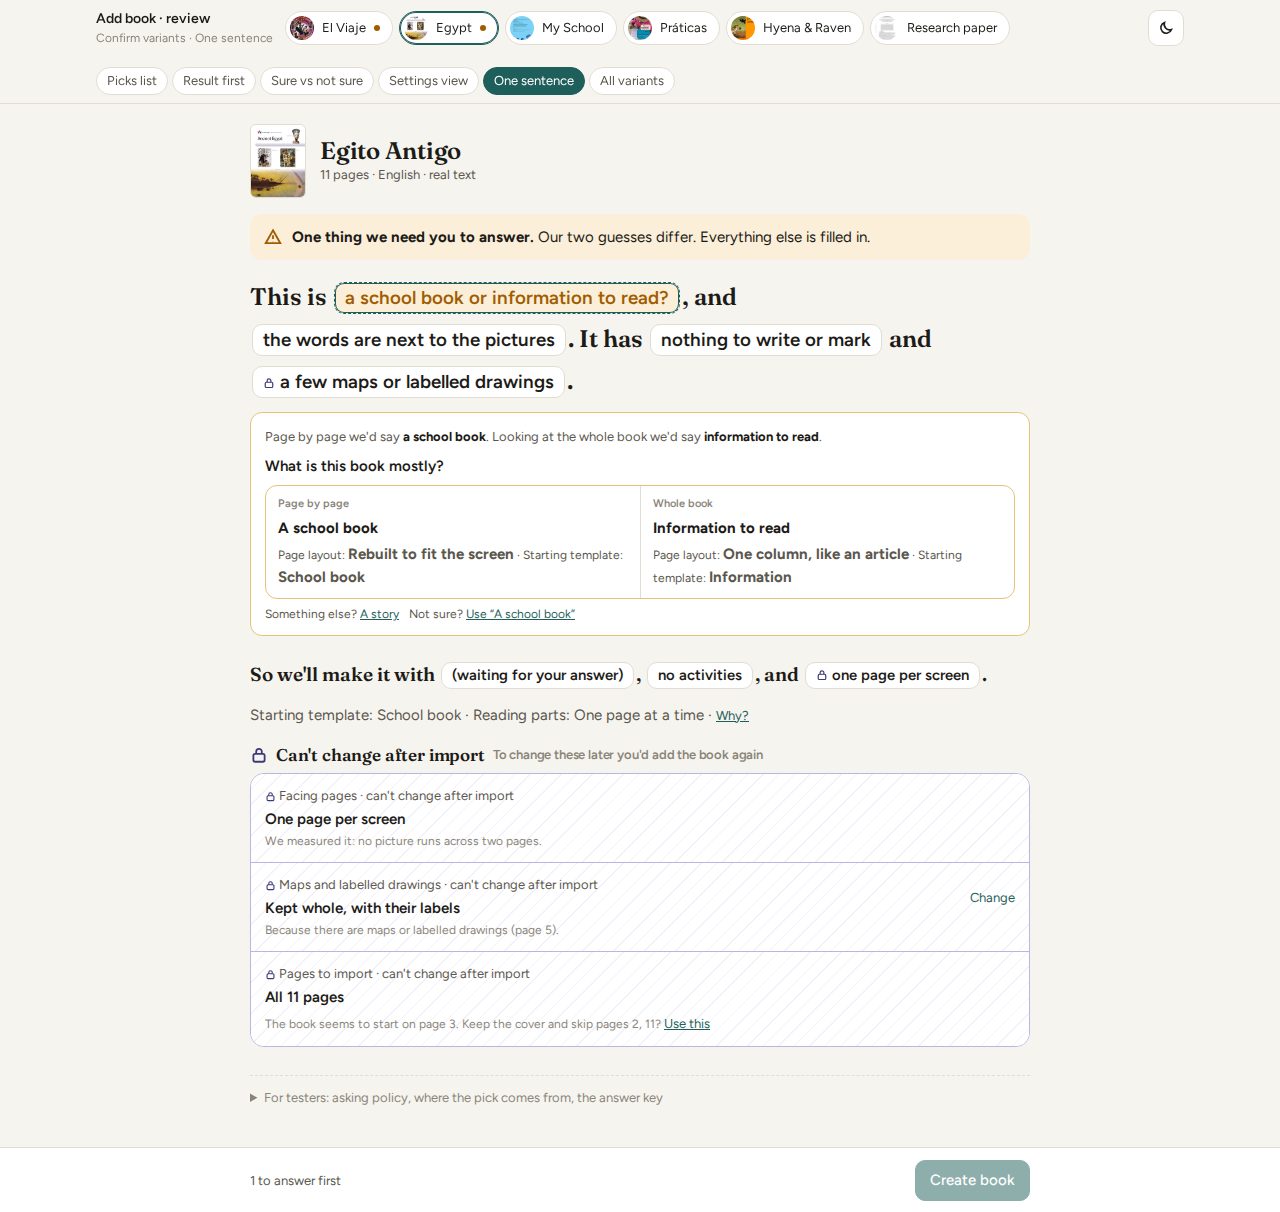 Add book · review
Confirm variants · One sentence
El Viaje
Egypt
My School
Práticas
Hyena & Raven
Research paper
Picks list
Result first
Sure vs not sure
Settings view
One sentence
All variants
Egito Antigo
11 pages · English · real text
One thing we need you to answer. Our two guesses differ. Everything else is filled in.
This is a school book or information to read? , and
the words are next to the pictures . It has nothing to write or mark and
a few maps or labelled drawings .
Page by page we'd say a school book. Looking at the whole book we'd say information to read.
What is this book mostly?
Page by page
A school book
Page layout: Rebuilt to fit the screen · Starting template:
School book
Whole book
Information to read
Page layout: One column, like an article · Starting
template: Information
Something else? A story Not sure? Use “A school book”
So we'll make it with (waiting for your answer) , no activities , and one page per screen .
Starting template: School book · Reading parts: One page at a time · Why?
Can't change after import To change these later you'd add the book again
Facing pages · can't change after import
One page per screen
We measured it: no picture runs across two pages.
Maps and labelled drawings · can't change after import
Kept whole, with their labels
Because there are maps or labelled drawings (page 5).
Change
Pages to import · can't change after import
All 11 pages
The book seems to start on page 3. Keep the cover and skip pages 2, 11? Use this
For testers: asking policy, where the pick comes from, the answer key
1 to answer first
Create book